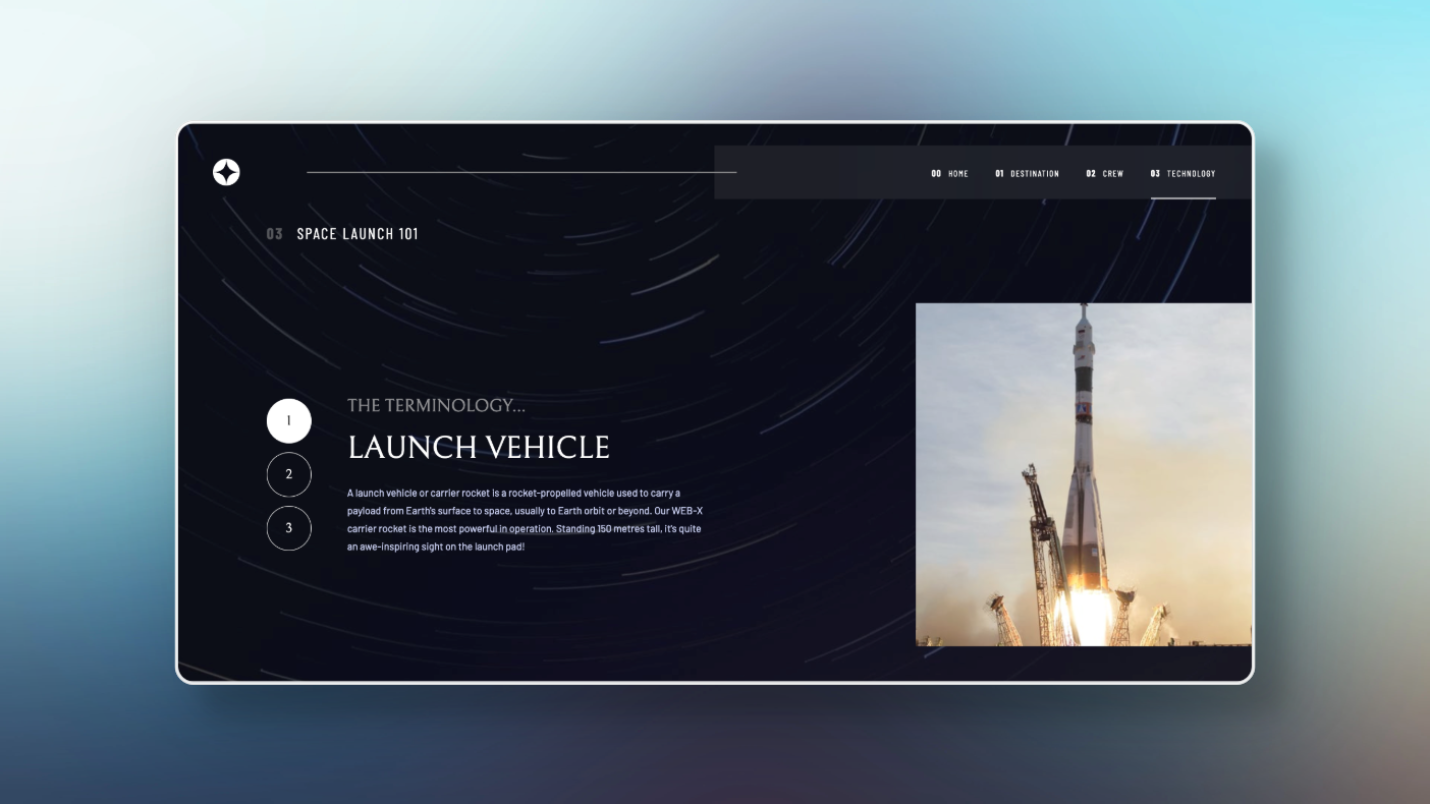 00 HOME 01 DESTINATION 02 CREW 03 TECHNOLOGY
03 SPACE LAUNCH 101
THE TERMINOLOGY...
LAUNCH VEHICLE
1
2
3
A launch vehicle or carrier rocket is a rocket-propelled vehicle used to carry a
payload from Earth's surface to space, usually to Earth orbit or beyond. Our WEB-X
carrier rocket is the most powerful in operation. Standing 150 metres tall, it's quite
an awe-inspiring sight on the launch pad!